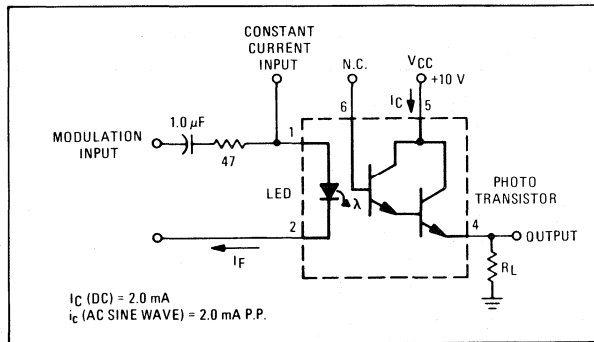 CONSTANT
CURRENT
INPUT
N.C.
VCC
+10 V
IC
6
5
1.0 µF
MODULATION
INPUT
1
47
LED
λ
PHOTO
TRANSISTOR
2
4
OUTPUT
IF
RL
IC (DC) = 2.0 mA
ic (AC SINE WAVE) = 2.0 mA P.P.